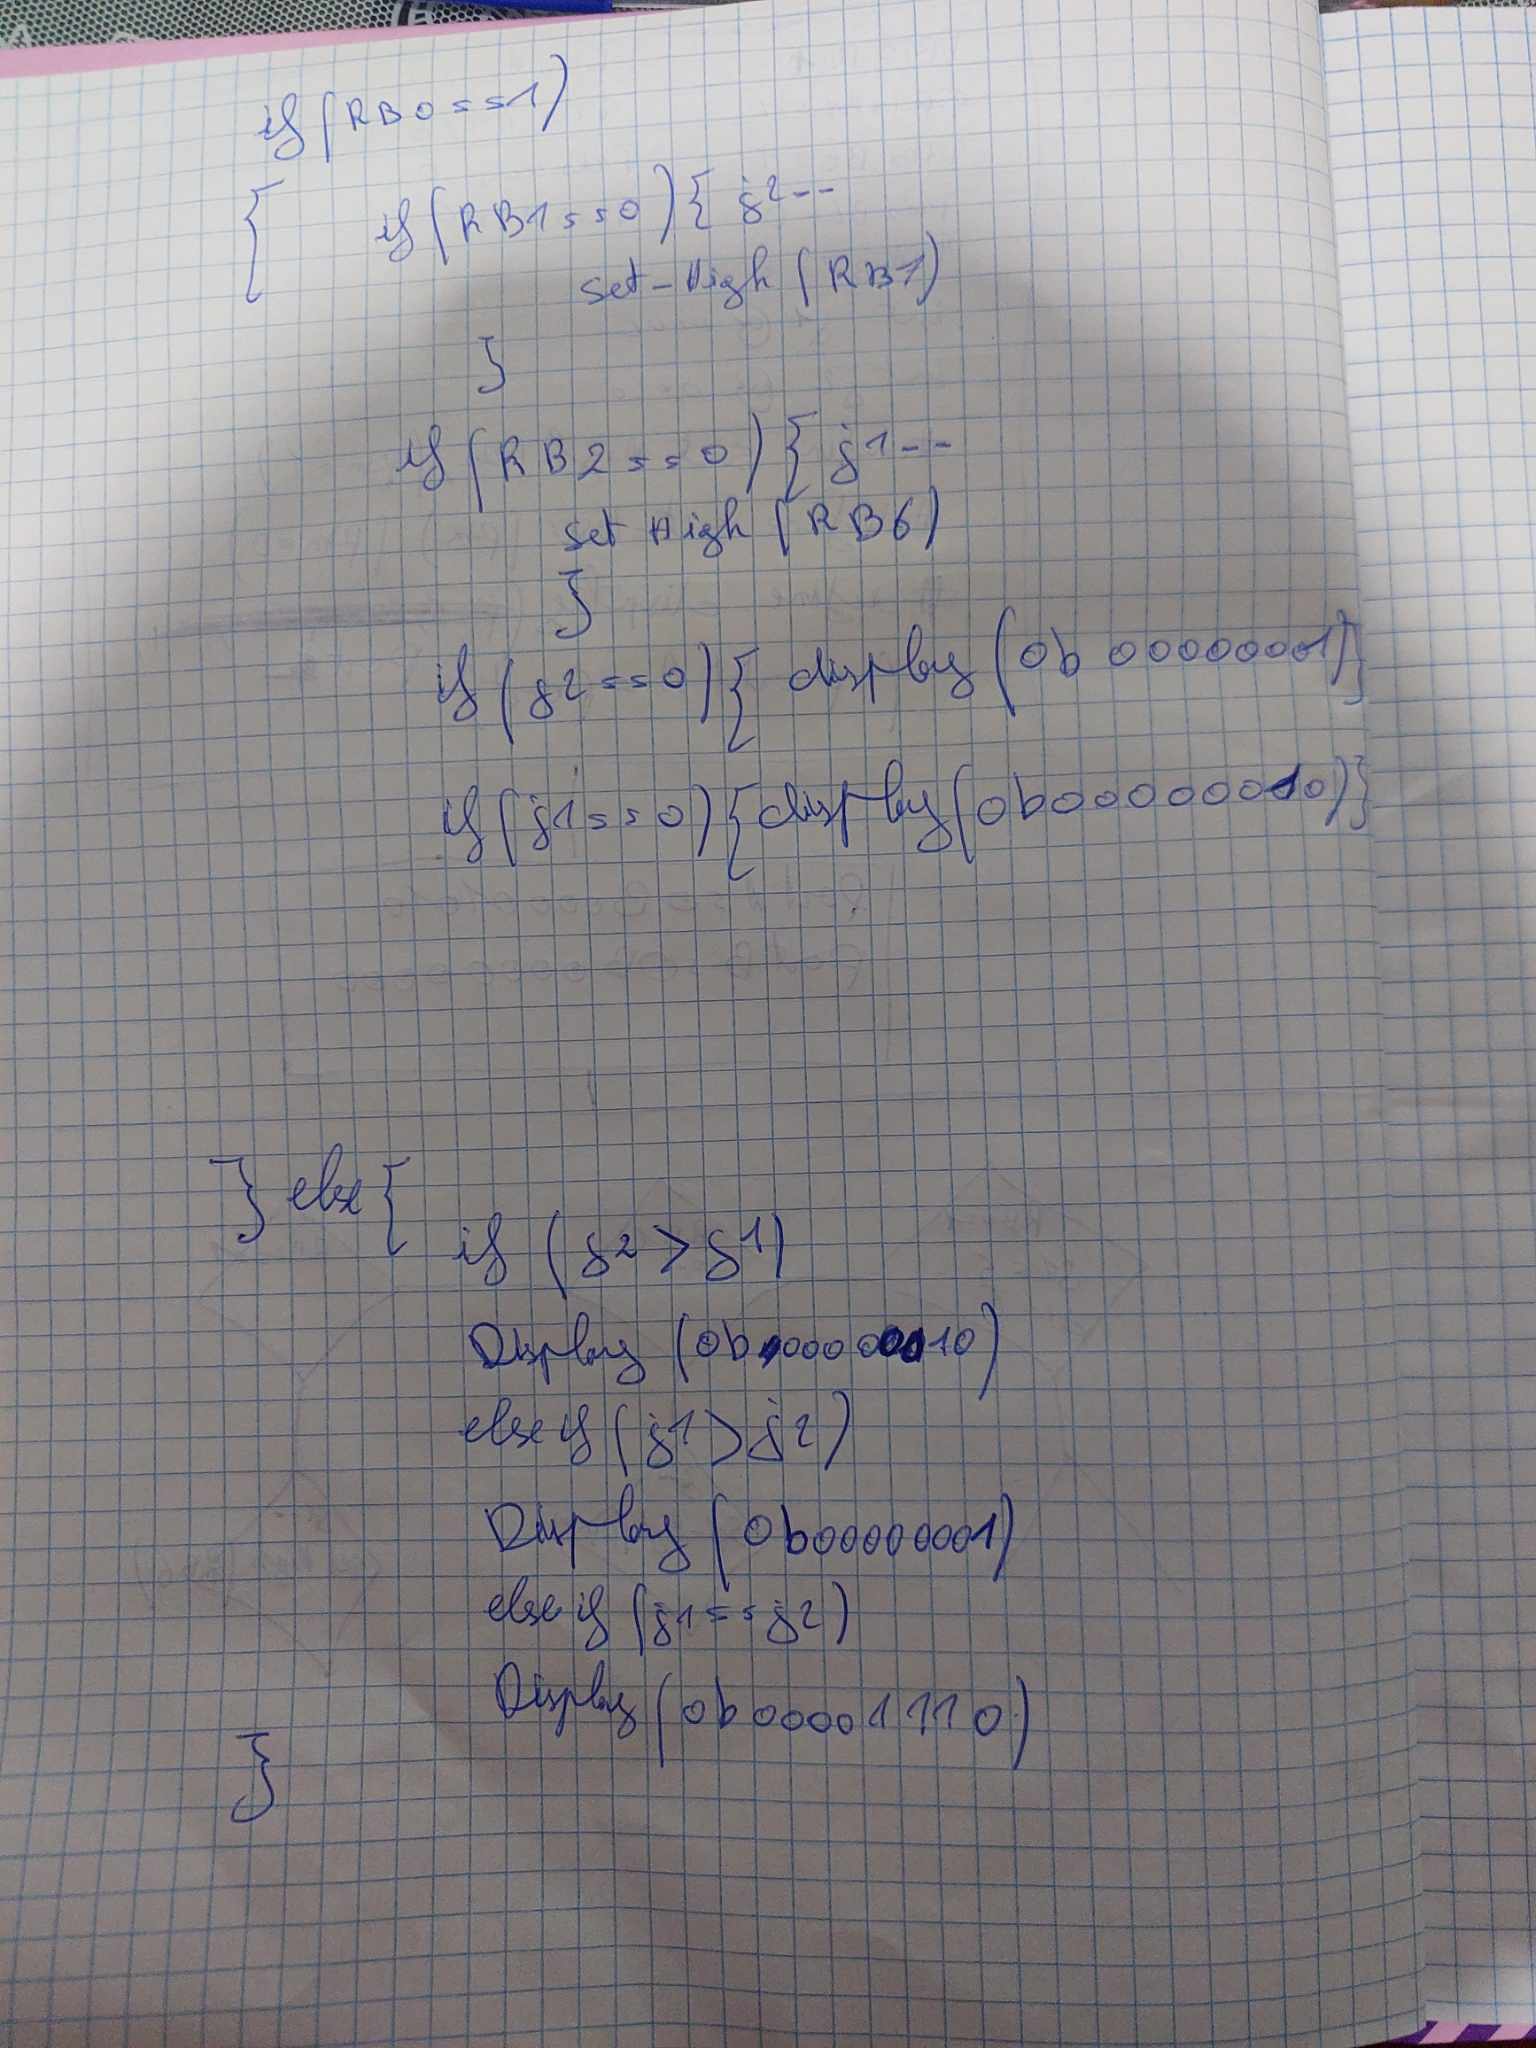 if (RB0==1)
{ if (RB1==0) { j2--
set-High (RB7)
}
if (RB2==0) { j1--
set High (RB6)
}
if (j2==0) { display (0b 00000001)}
if (j1==0) {display (0b00000010)}
} else {
if (j2 > j1)
Display (0b00000010)
else if (j1 > j2)
Display (0b00000001)
else if (j1==j2)
Display (0b00001110)
}